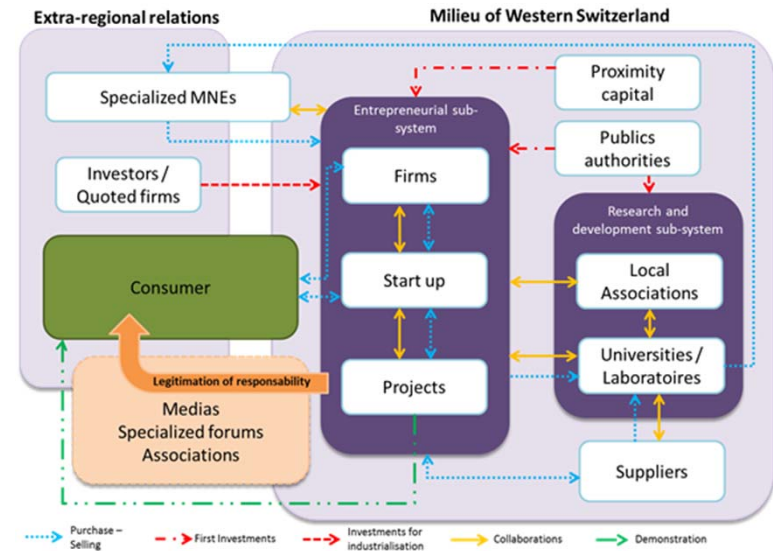 Extra-regional relations
Milieu of Western Switzerland
Specialized MNEs
Proximity
capital
Entrepreneurial sub-
system
Publics
authorities
Investors /
Quoted firms
Firms
Research and
development sub-system
Consumer
Start up
Local
Associations
Legitimation of responsability
Projects
Universities /
Laboratoires
Medias
Specialized forums
Associations
Suppliers
Purchase –
Selling
First Investments
Investments for
industrialisation
Collaborations
Demonstration